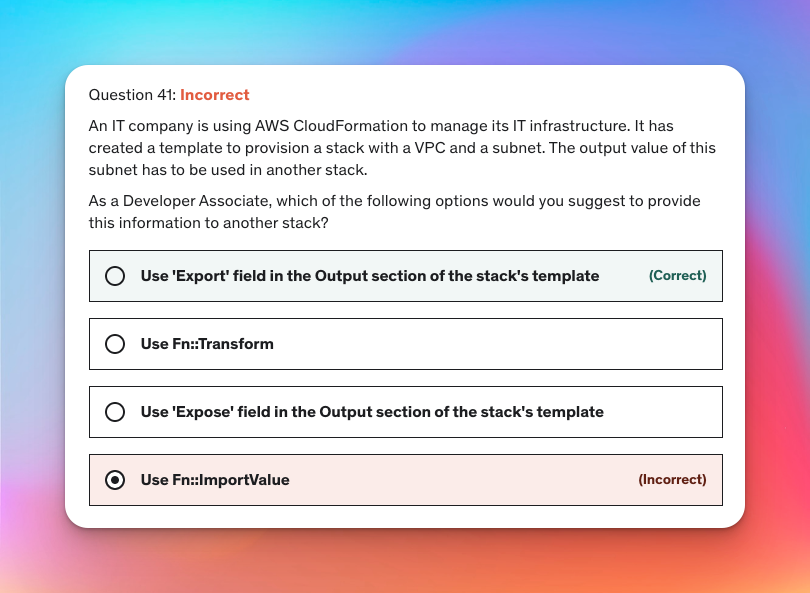 Question 41: Incorrect
An IT company is using AWS CloudFormation to manage its IT infrastructure. It has
created a template to provision a stack with a VPC and a subnet. The output value of this
subnet has to be used in another stack.
As a Developer Associate, which of the following options would you suggest to provide
this information to another stack?
Use 'Export' field in the Output section of the stack's template (Correct)
Use Fn::Transform
Use 'Expose' field in the Output section of the stack's template
Use Fn::ImportValue (Incorrect)